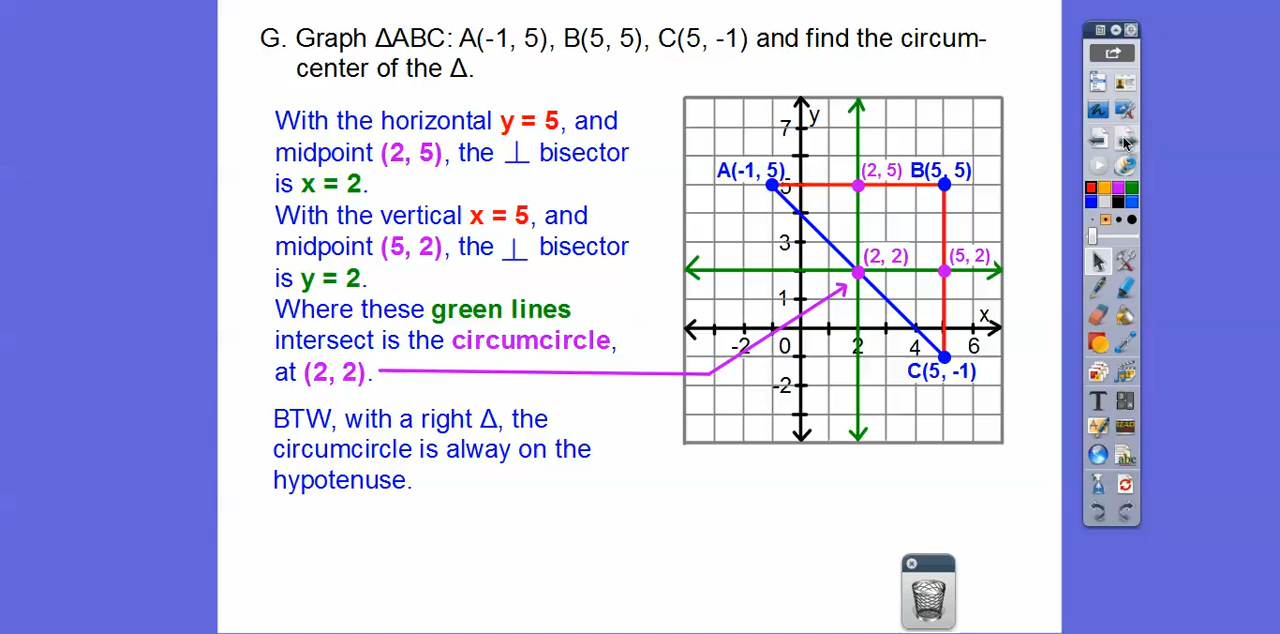 G. Graph ΔABC: A(-1, 5), B(5, 5), C(5, -1) and find the circum-
center of the Δ.
With the horizontal y = 5, and
midpoint (2, 5), the ⊥ bisector
is x = 2.
With the vertical x = 5, and
midpoint (5, 2), the ⊥ bisector
is y = 2.
Where these green lines
intersect is the circumcircle,
at (2, 2).
BTW, with a right Δ, the
circumcircle is alway on the
hypotenuse.
y
7
A(-1, 5) (2, 5) B(5, 5)
5
3
(2, 2) (5, 2)
1
x
-2 0 2 4 6
C(5, -1)
-2
T
READ
abc